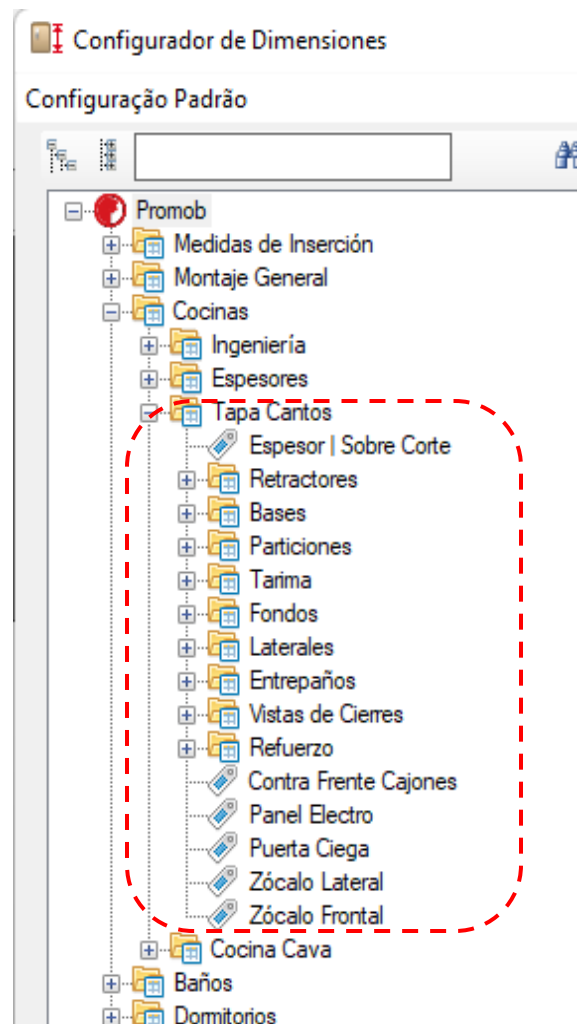 Configurador de Dimensiones
Configuração Padrão
Promob
Medidas de Inserción
Montaje General
Cocinas
Ingeniería
Espesores
Tapa Cantos
Espesor | Sobre Corte
Retractores
Bases
Particiones
Tarima
Fondos
Laterales
Entrepaños
Vistas de Cierres
Refuerzo
Contra Frente Cajones
Panel Electro
Puerta Ciega
Zócalo Lateral
Zócalo Frontal
Cocina Cava
Baños
Dormitorios